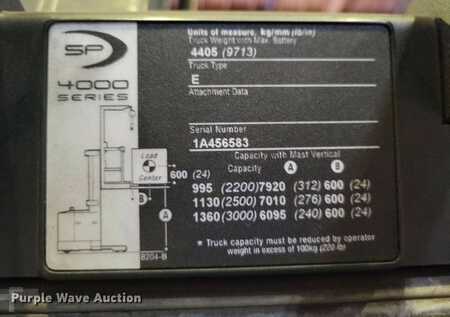 SP
4000
SERIES
Units of measure, kg/mm (lb/in)
Truck Weight with Max. Battery
4405 (9713)
Truck Type
E
Attachment Data
Serial Number
1A456583
Capacity with Mast Vertical
Capacity A B
995 (2200) 7920 (312) 600 (24)
1130 (2500) 7010 (276) 600 (24)
1360 (3000) 6095 (240) 600 (24)
* Truck capacity must be reduced by operator
weight in excess of 100kg (220 lb)
Load
Center
600 (24)
B
A
8204-B
Purple Wave Auction